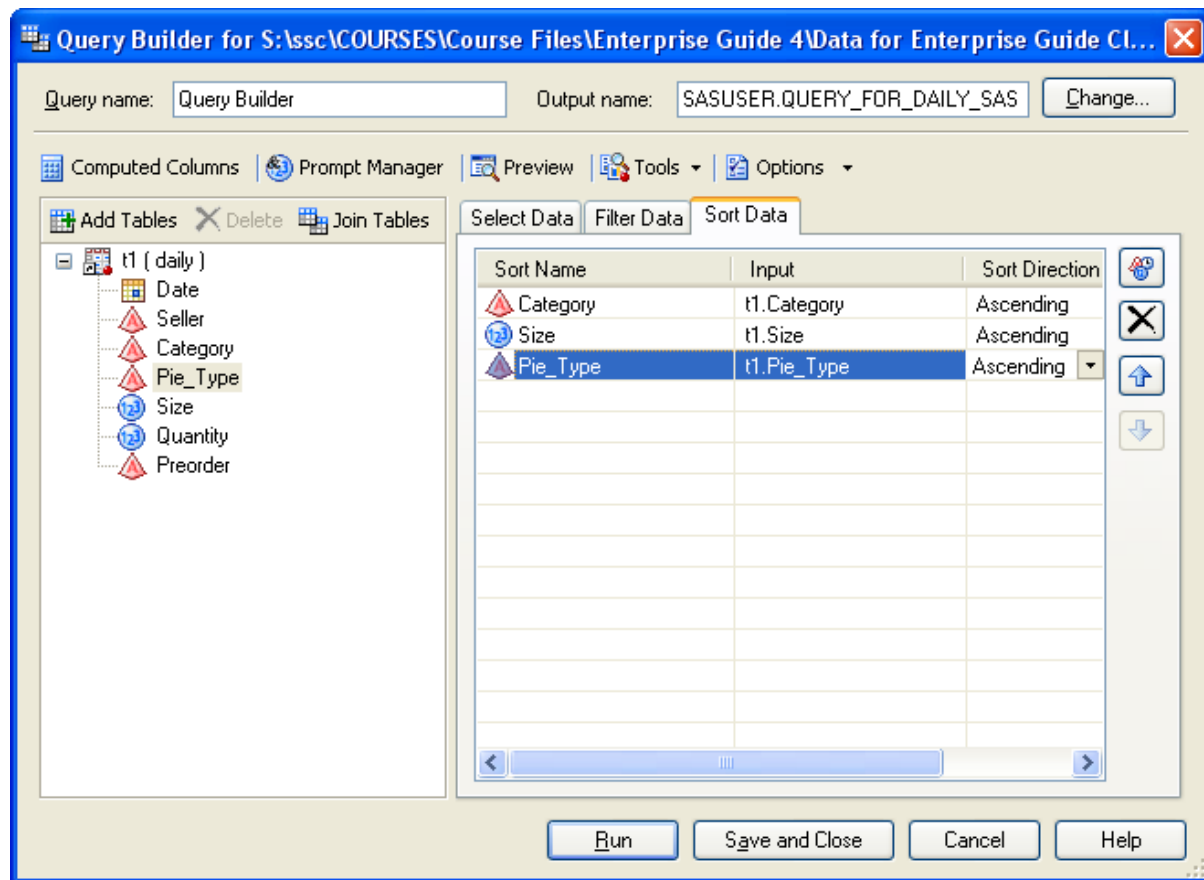 Query Builder for S:\ssc\COURSES\Course Files\Enterprise Guide 4\Data for Enterprise Guide Cl...
Query name: Query Builder Output name: SASUSER.QUERY_FOR_DAILY_SAS Change...
Computed Columns Prompt Manager Preview Tools Options
Add Tables Delete Join Tables
t1 ( daily )
Date
Seller
Category
Pie_Type
Size
Quantity
Preorder
Select Data Filter Data Sort Data
Sort Name Input Sort Direction
Category t1.Category Ascending
Size t1.Size Ascending
Pie_Type t1.Pie_Type Ascending
Run Save and Close Cancel Help